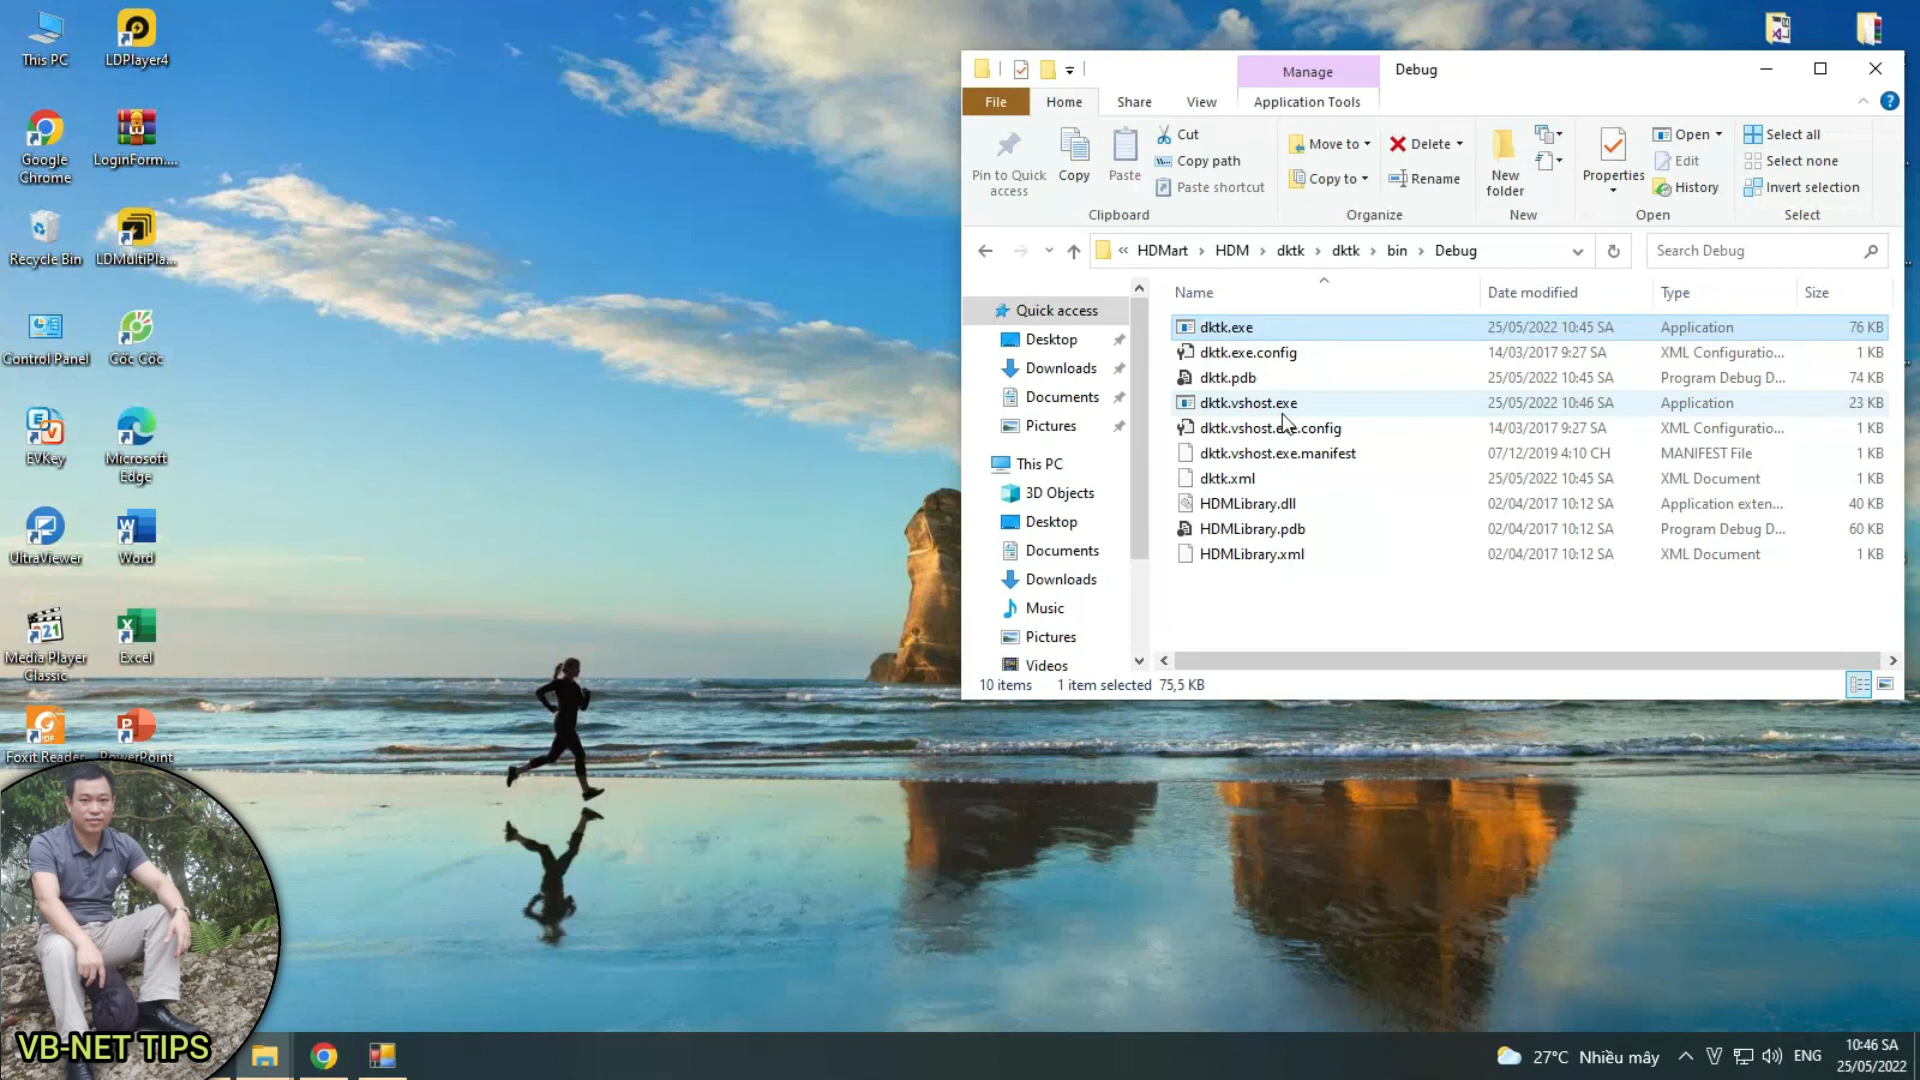 This PC
LDPlayer4
Google
Chrome
LoginForm....
Recycle Bin
LDMultiPla...
Control Panel
Cốc Cốc
EVKey
Microsoft
Edge
UltraViewer
Word
Media Player
Classic
Excel
Foxit Reader
PowerPoint
VB-NET TIPS
Manage
Debug
File
Home
Share
View
Application Tools
Pin to Quick
access
Copy
Paste
Cut
Copy path
Paste shortcut
Clipboard
Move to
Copy to
Delete
Rename
Organize
New
folder
New
Properties
Open
Edit
History
Open
Select all
Select none
Invert selection
Select
« HDMart › HDM › dktk › dktk › bin › Debug
Search Debug
Quick access
Desktop
Downloads
Documents
Pictures
This PC
3D Objects
Desktop
Documents
Downloads
Music
Pictures
Videos
Name Date modified Type Size
dktk.exe 25/05/2022 10:45 SA Application 76 KB
dktk.exe.config 14/03/2017 9:27 SA XML Configuratio... 1 KB
dktk.pdb 25/05/2022 10:45 SA Program Debug D... 74 KB
dktk.vshost.exe 25/05/2022 10:46 SA Application 23 KB
dktk.vshost.exe.config 14/03/2017 9:27 SA XML Configuratio... 1 KB
dktk.vshost.exe.manifest 07/12/2019 4:10 CH MANIFEST File 1 KB
dktk.xml 25/05/2022 10:45 SA XML Document 1 KB
HDMLibrary.dll 02/04/2017 10:12 SA Application exten... 40 KB
HDMLibrary.pdb 02/04/2017 10:12 SA Program Debug D... 60 KB
HDMLibrary.xml 02/04/2017 10:12 SA XML Document 1 KB
10 items 1 item selected 75,5 KB
27°C Nhiều mây
ENG
10:46 SA
25/05/2022